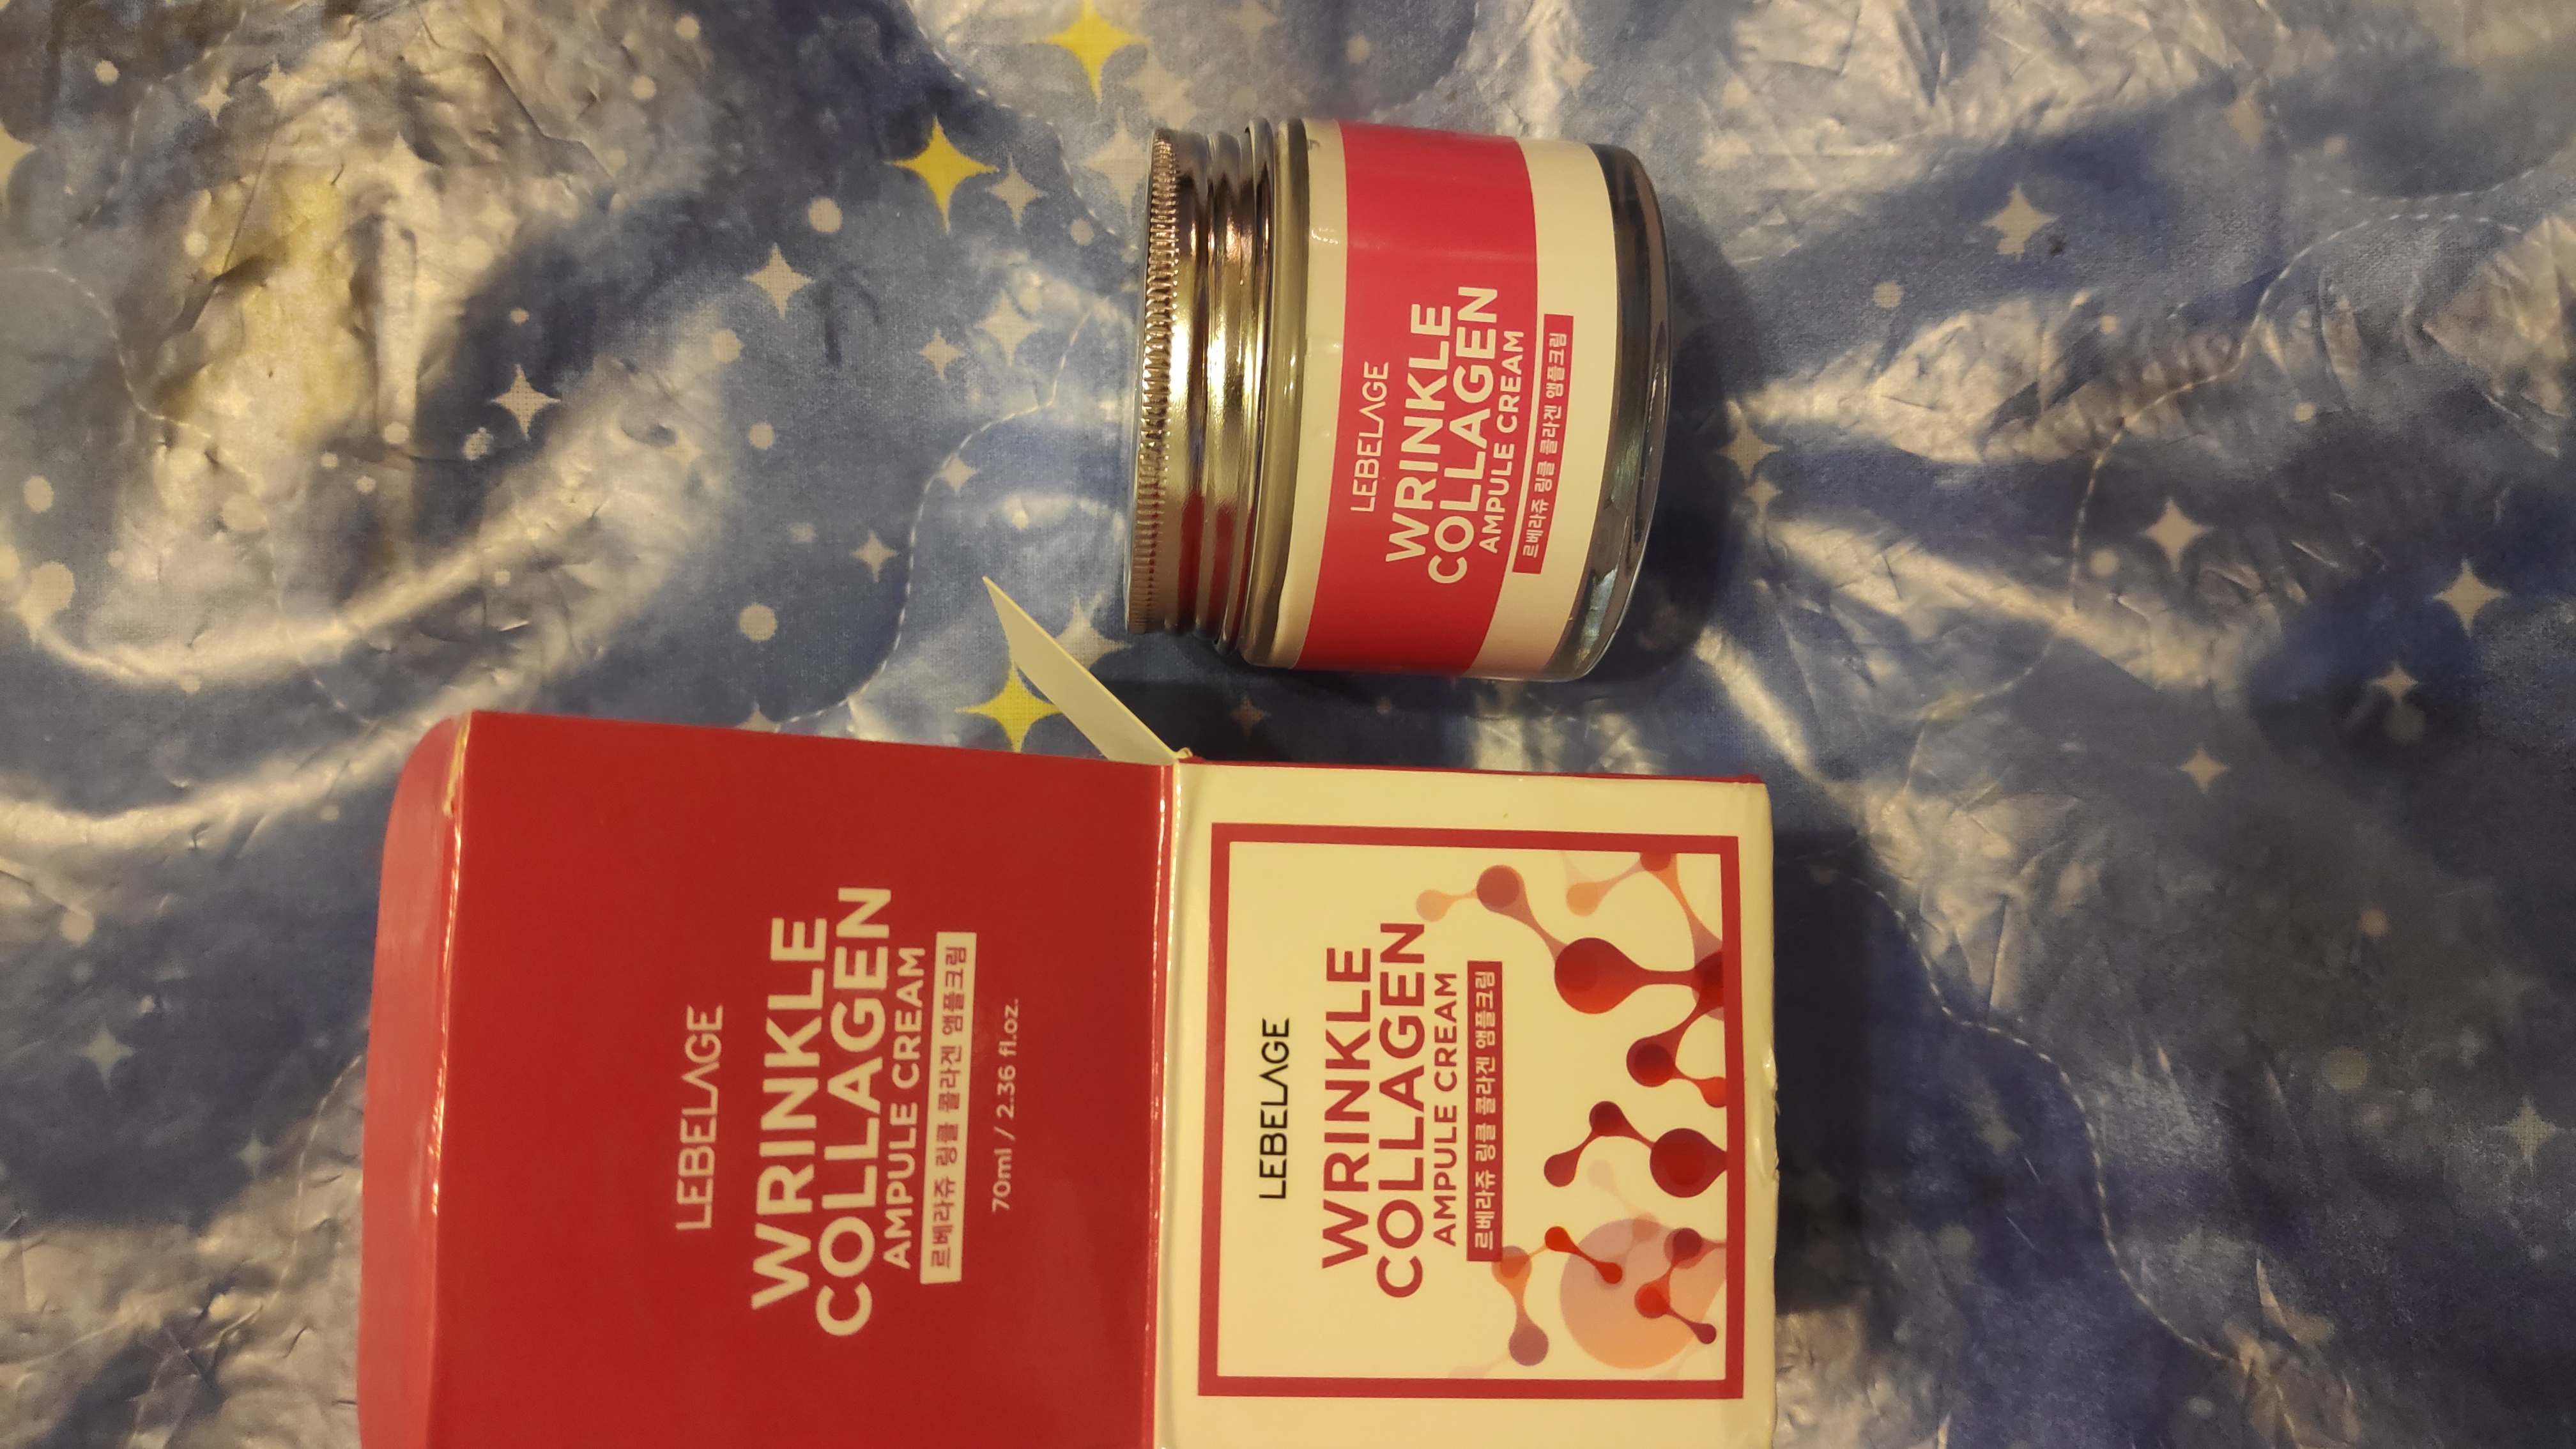 LEBELAGE
WRINKLE
COLLAGEN
AMPULE CREAM
르베라쥬 링클 콜라겐 앰플크림
LEBELAGE
WRINKLE
COLLAGEN
AMPULE CREAM
르베라쥬 링클 콜라겐 앰플크림
70ml / 2.36 fl.oz.
LEBELAGE
WRINKLE
COLLAGEN
AMPULE CREAM
르베라쥬 링클 콜라겐 앰플크림